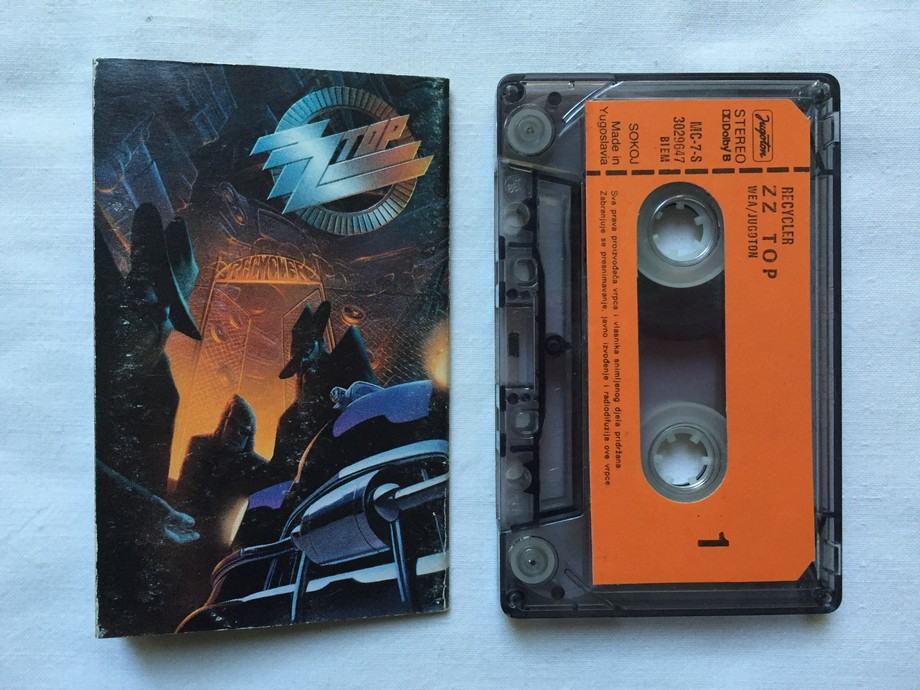 ZZ TOP
RECYCLER
Jugoton
STEREO
Dolby B
MC-7-S
3029647
BIEM
SOKOJ
Made in
Yugoslavia
RECYCLER
ZZ TOP
WEA/JUGOTON
Sva prava proizvođača vrpce i vlasnika snimljenog djela pridržana
Zabranjuje se presnimavanje, javno izvođenje i radiodifuzija ove vrpce
1